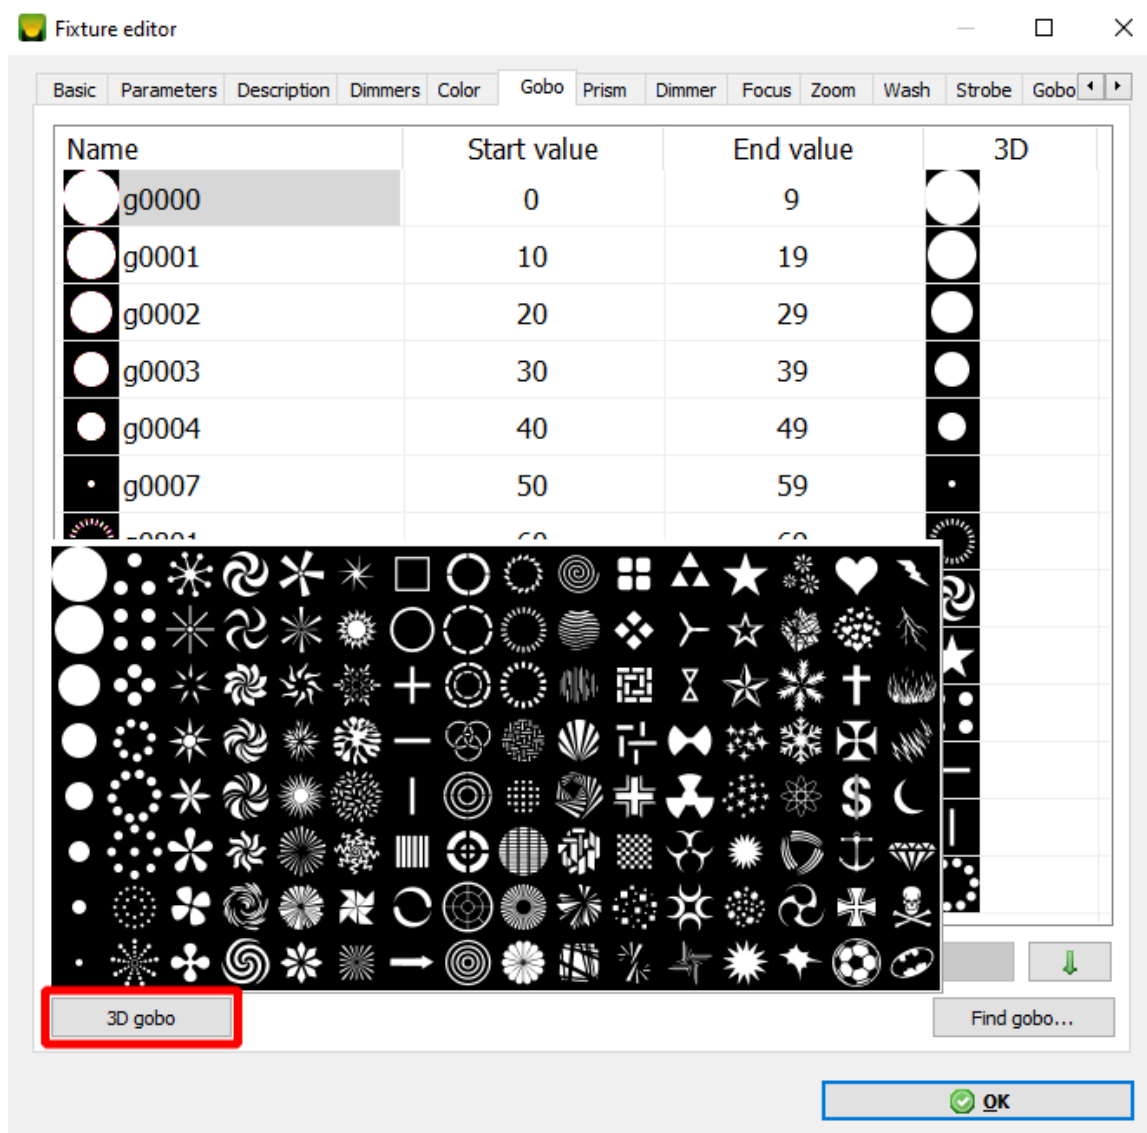 Fixture editor
Basic Parameters Description Dimmers Color Gobo Prism Dimmer Focus Zoom Wash Strobe Gobo
Name Start value End value 3D
g0000 0 9
g0001 10 19
g0002 20 29
g0003 30 39
g0004 40 49
g0007 50 59
$
3D gobo Find gobo...
OK